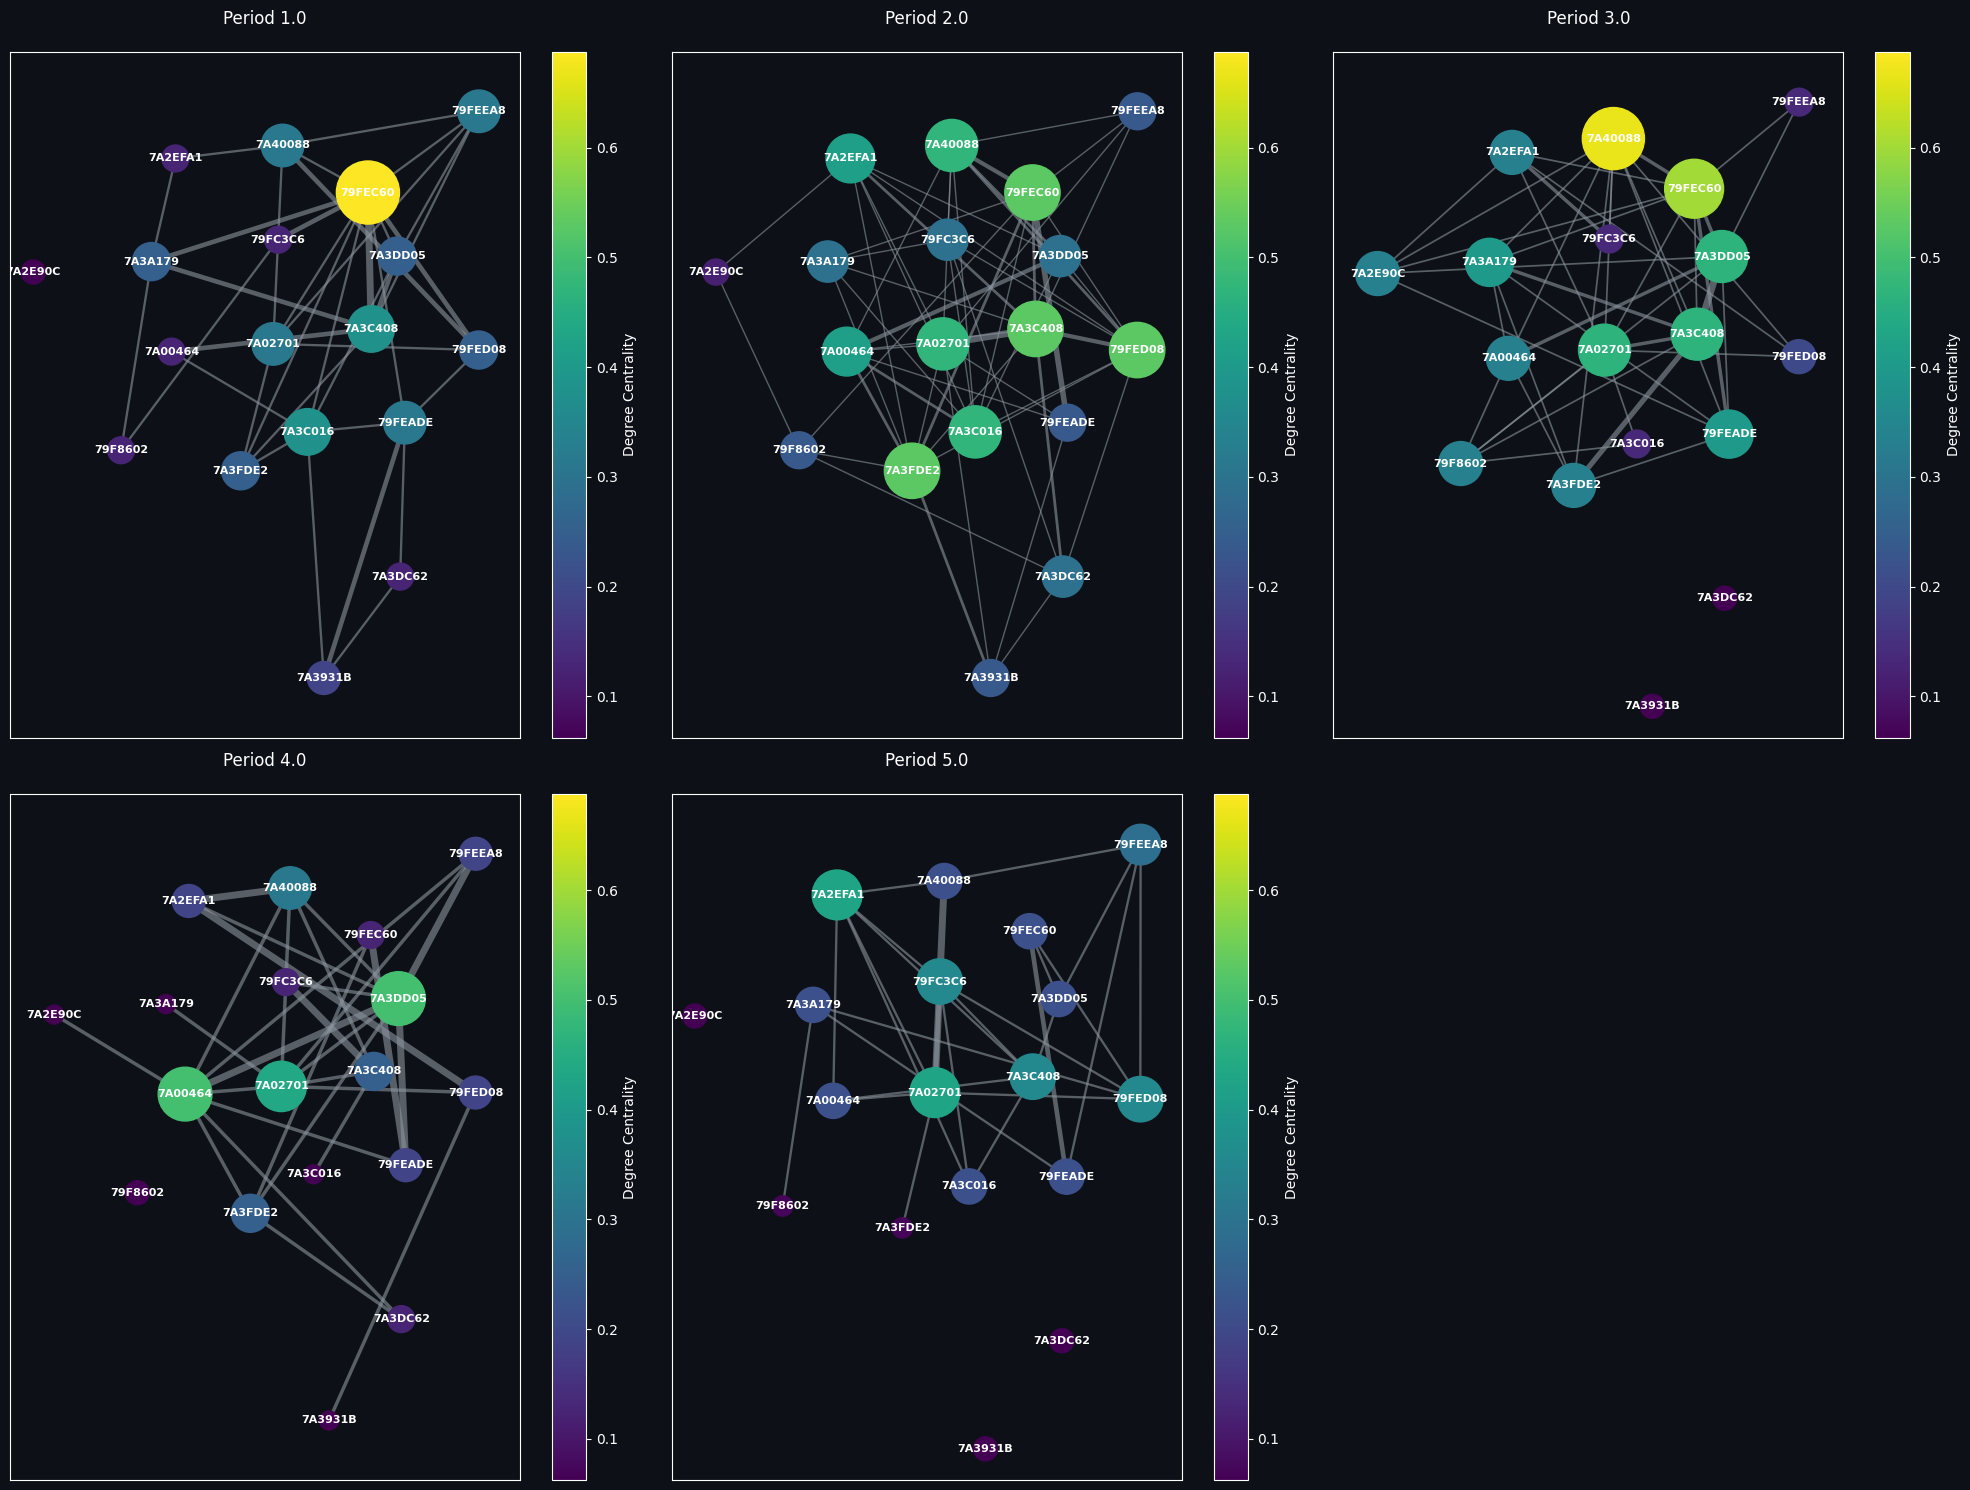 Period 1.0
79FEEA8
7A40088
7A2EFA1
79FEC60
79FC3C6
7A3DD05
7A3A179
7A2E90C
7A3C408
7A02701
7A00464
79FED08
79FEADE
7A3C016
79F8602
7A3FDE2
7A3DC62
7A3931B
0.6
0.5
0.4
0.3
0.2
0.1
Degree Centrality
Period 2.0
79FEEA8
7A40088
7A2EFA1
79FEC60
79FC3C6
7A3DD05
7A3A179
7A2E90C
7A3C408
7A02701
7A00464
79FED08
79FEADE
7A3C016
79F8602
7A3FDE2
7A3DC62
7A3931B
0.6
0.5
0.4
0.3
0.2
0.1
Degree Centrality
Period 3.0
79FEEA8
7A40088
7A2EFA1
79FEC60
79FC3C6
7A3DD05
7A3A179
7A2E90C
7A3C408
7A02701
7A00464
79FED08
79FEADE
7A3C016
79F8602
7A3FDE2
7A3DC62
7A3931B
0.6
0.5
0.4
0.3
0.2
0.1
Degree Centrality
Period 4.0
79FEEA8
7A40088
7A2EFA1
79FEC60
79FC3C6
7A3DD05
7A3A179
7A2E90C
7A3C408
7A02701
7A00464
79FED08
79FEADE
7A3C016
79F8602
7A3FDE2
7A3DC62
7A3931B
0.6
0.5
0.4
0.3
0.2
0.1
Degree Centrality
Period 5.0
79FEEA8
7A40088
7A2EFA1
79FEC60
79FC3C6
7A3DD05
7A3A179
7A2E90C
7A3C408
7A02701
7A00464
79FED08
79FEADE
7A3C016
79F8602
7A3FDE2
7A3DC62
7A3931B
0.6
0.5
0.4
0.3
0.2
0.1
Degree Centrality